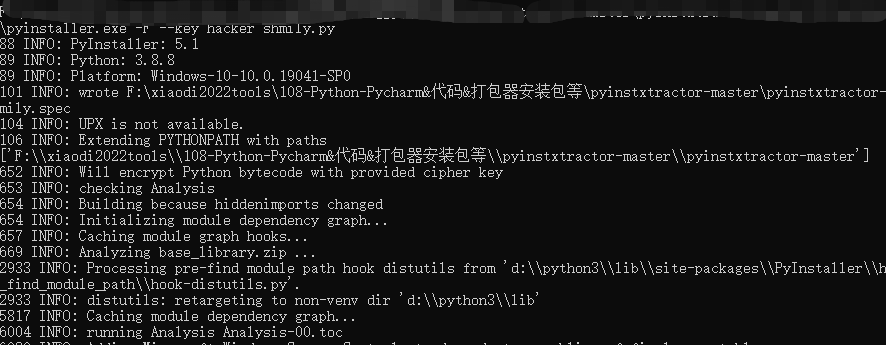 \pyinstaller.exe -F --key hacker shmily.py
88 INFO: PyInstaller: 5.1
89 INFO: Python: 3.8.8
89 INFO: Platform: Windows-10-10.0.19041-SP0
101 INFO: wrote F:\xiaodi2022tools\108-Python-Pycharm&代码&打包器安装包等\pyinstxtractor-master\pyinstxtractor-
mily.spec
104 INFO: UPX is not available.
106 INFO: Extending PYTHONPATH with paths
['F:\\xiaodi2022tools\\108-Python-Pycharm&代码&打包器安装包等\\pyinstxtractor-master\\pyinstxtractor-master']
652 INFO: Will encrypt Python bytecode with provided cipher key
653 INFO: checking Analysis
654 INFO: Building because hiddenimports changed
654 INFO: Initializing module dependency graph...
657 INFO: Caching module graph hooks...
669 INFO: Analyzing base_library.zip ...
2933 INFO: Processing pre-find module path hook distutils from 'd:\\python3\\lib\\site-packages\\PyInstaller\\h
_find_module_path\\hook-distutils.py'.
2933 INFO: distutils: retargeting to non-venv dir 'd:\\python3\\lib'
5817 INFO: Caching module dependency graph...
6004 INFO: running Analysis Analysis-00.toc